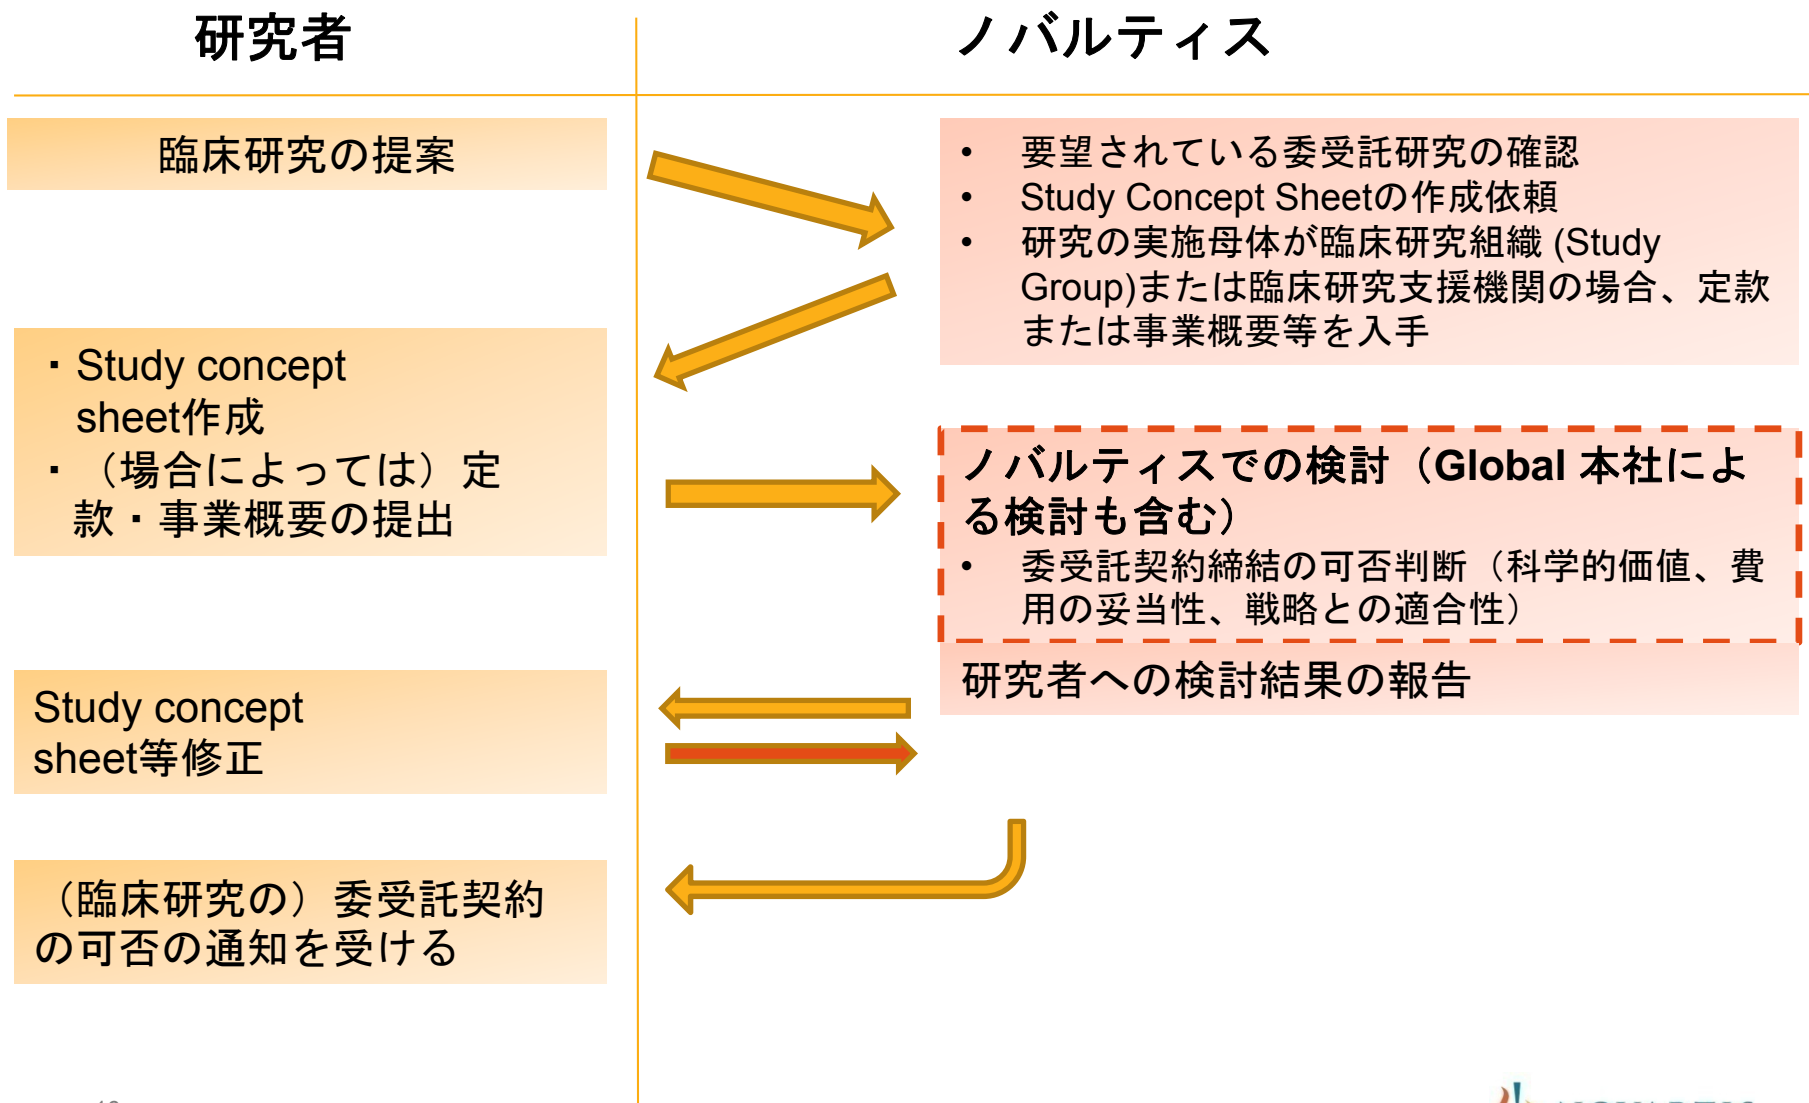 研究者
ノバルティス
臨床研究の提案
• 要望されている委受託研究の確認
• Study Concept Sheetの作成依頼
• 研究の実施母体が臨床研究組織 (Study
Group)または臨床研究支援機関の場合、定款
または事業概要等を入手
・Study concept
sheet作成
・（場合によっては）定
款・事業概要の提出
ノバルティスでの検討（Global 本社によ
る検討も含む）
• 委受託契約締結の可否判断（科学的価値、費
用の妥当性、戦略との適合性）
研究者への検討結果の報告
Study concept
sheet等修正
（臨床研究の）委受託契約
の可否の通知を受ける